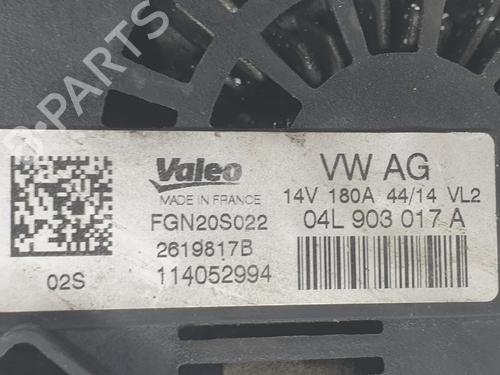 Valeo
MADE IN FRANCE
FGN20S022
2619817B
114052994
02S
VW AG
14V 180A 44/14 VL2
04L 903 017 A
B-PARTS